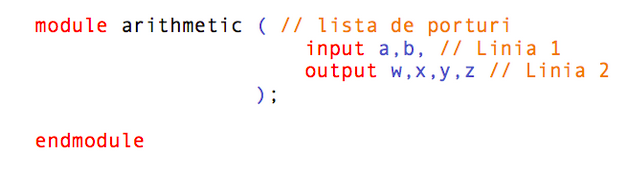 module arithmetic ( // lista de porturi
input a,b, // Linia 1
output w,x,y,z // Linia 2
);
endmodule